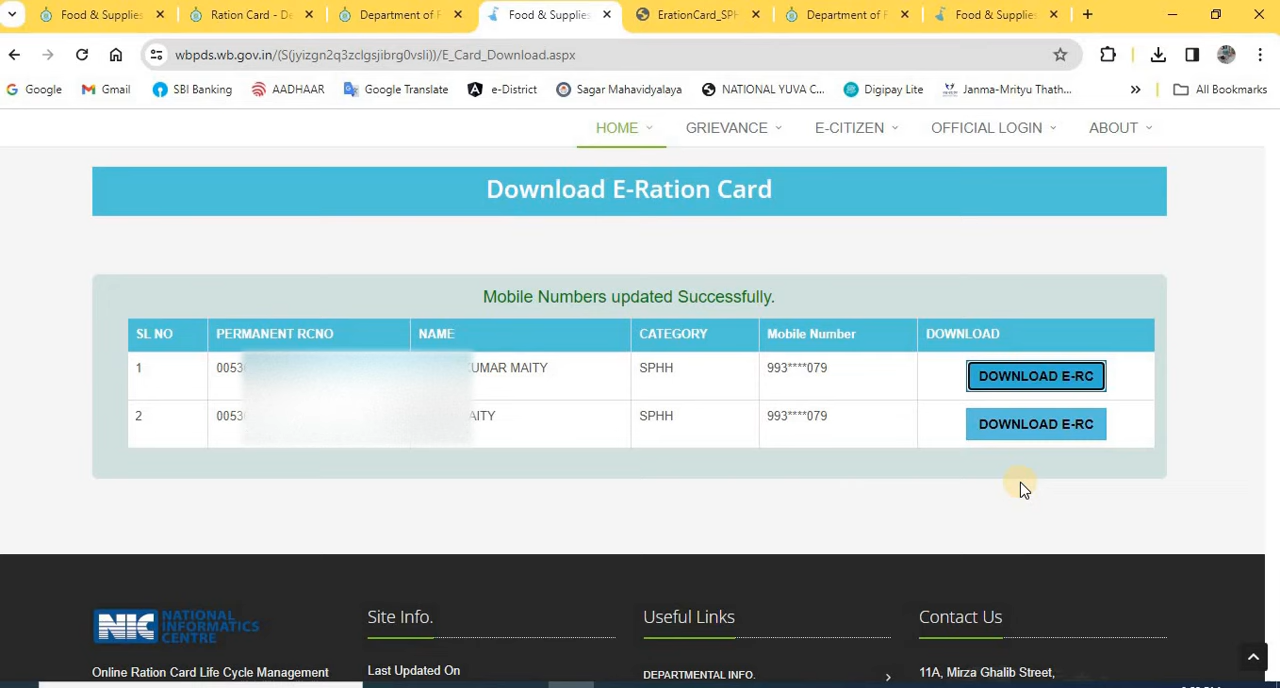 Food & Supplies Ration Card - De Department of F Food & Supplies ErationCard_SPH Department of F Food & Supplies
wbpds.wb.gov.in/(S(jyizgn2q3zclgsjibrg0vsli))/E_Card_Download.aspx
Google Gmail SBI Banking AADHAAR Google Translate e-District Sagar Mahavidyalaya NATIONAL YUVA C... Digipay Lite Janma-Mrityu Thath... All Bookmarks
HOME GRIEVANCE E-CITIZEN OFFICIAL LOGIN ABOUT
Download E-Ration Card
Mobile Numbers updated Successfully.
SL NO PERMANENT RCNO NAME CATEGORY Mobile Number DOWNLOAD
1 0053 KUMAR MAITY SPHH 993****079 DOWNLOAD E-RC
2 0053 AITY SPHH 993****079 DOWNLOAD E-RC
NIC NATIONAL INFORMATICS CENTRE Site Info. Useful Links Contact Us
Online Ration Card Life Cycle Management Last Updated On DEPARTMENTAL INFO. 11A, Mirza Ghalib Street,